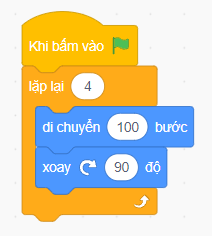 Khi bấm vào
lặp lại 4
di chuyển 100 bước
xoay 90 độ